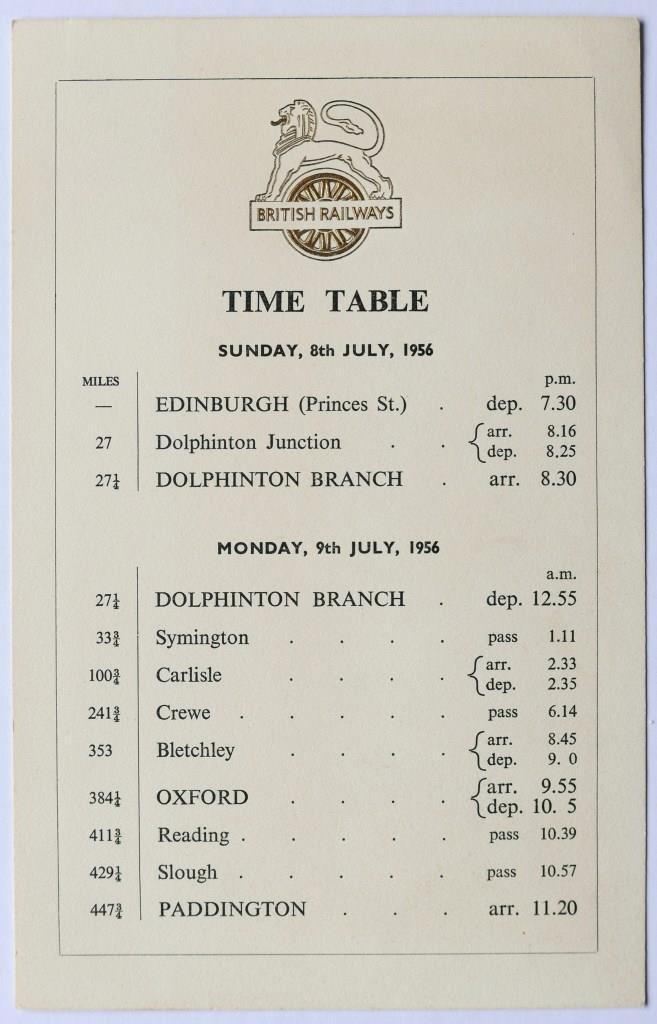 BRITISH RAILWAYS
TIME TABLE
SUNDAY, 8th JULY, 1956
MILES p.m.
— EDINBURGH (Princes St.) . dep. 7.30
27 Dolphinton Junction . . { arr. 8.16
dep. 8.25
27¼ DOLPHINTON BRANCH . arr. 8.30
MONDAY, 9th JULY, 1956
a.m.
27¼ DOLPHINTON BRANCH . dep. 12.55
33¾ Symington . . . . pass 1.11
100¾ Carlisle . . . . { arr. 2.33
dep. 2.35
241¾ Crewe . . . . . pass 6.14
353 Bletchley . . . . { arr. 8.45
dep. 9. 0
384¼ OXFORD . . . . { arr. 9.55
dep. 10. 5
411¾ Reading . . . . . pass 10.39
429¼ Slough . . . . . pass 10.57
447¾ PADDINGTON . . . arr. 11.20